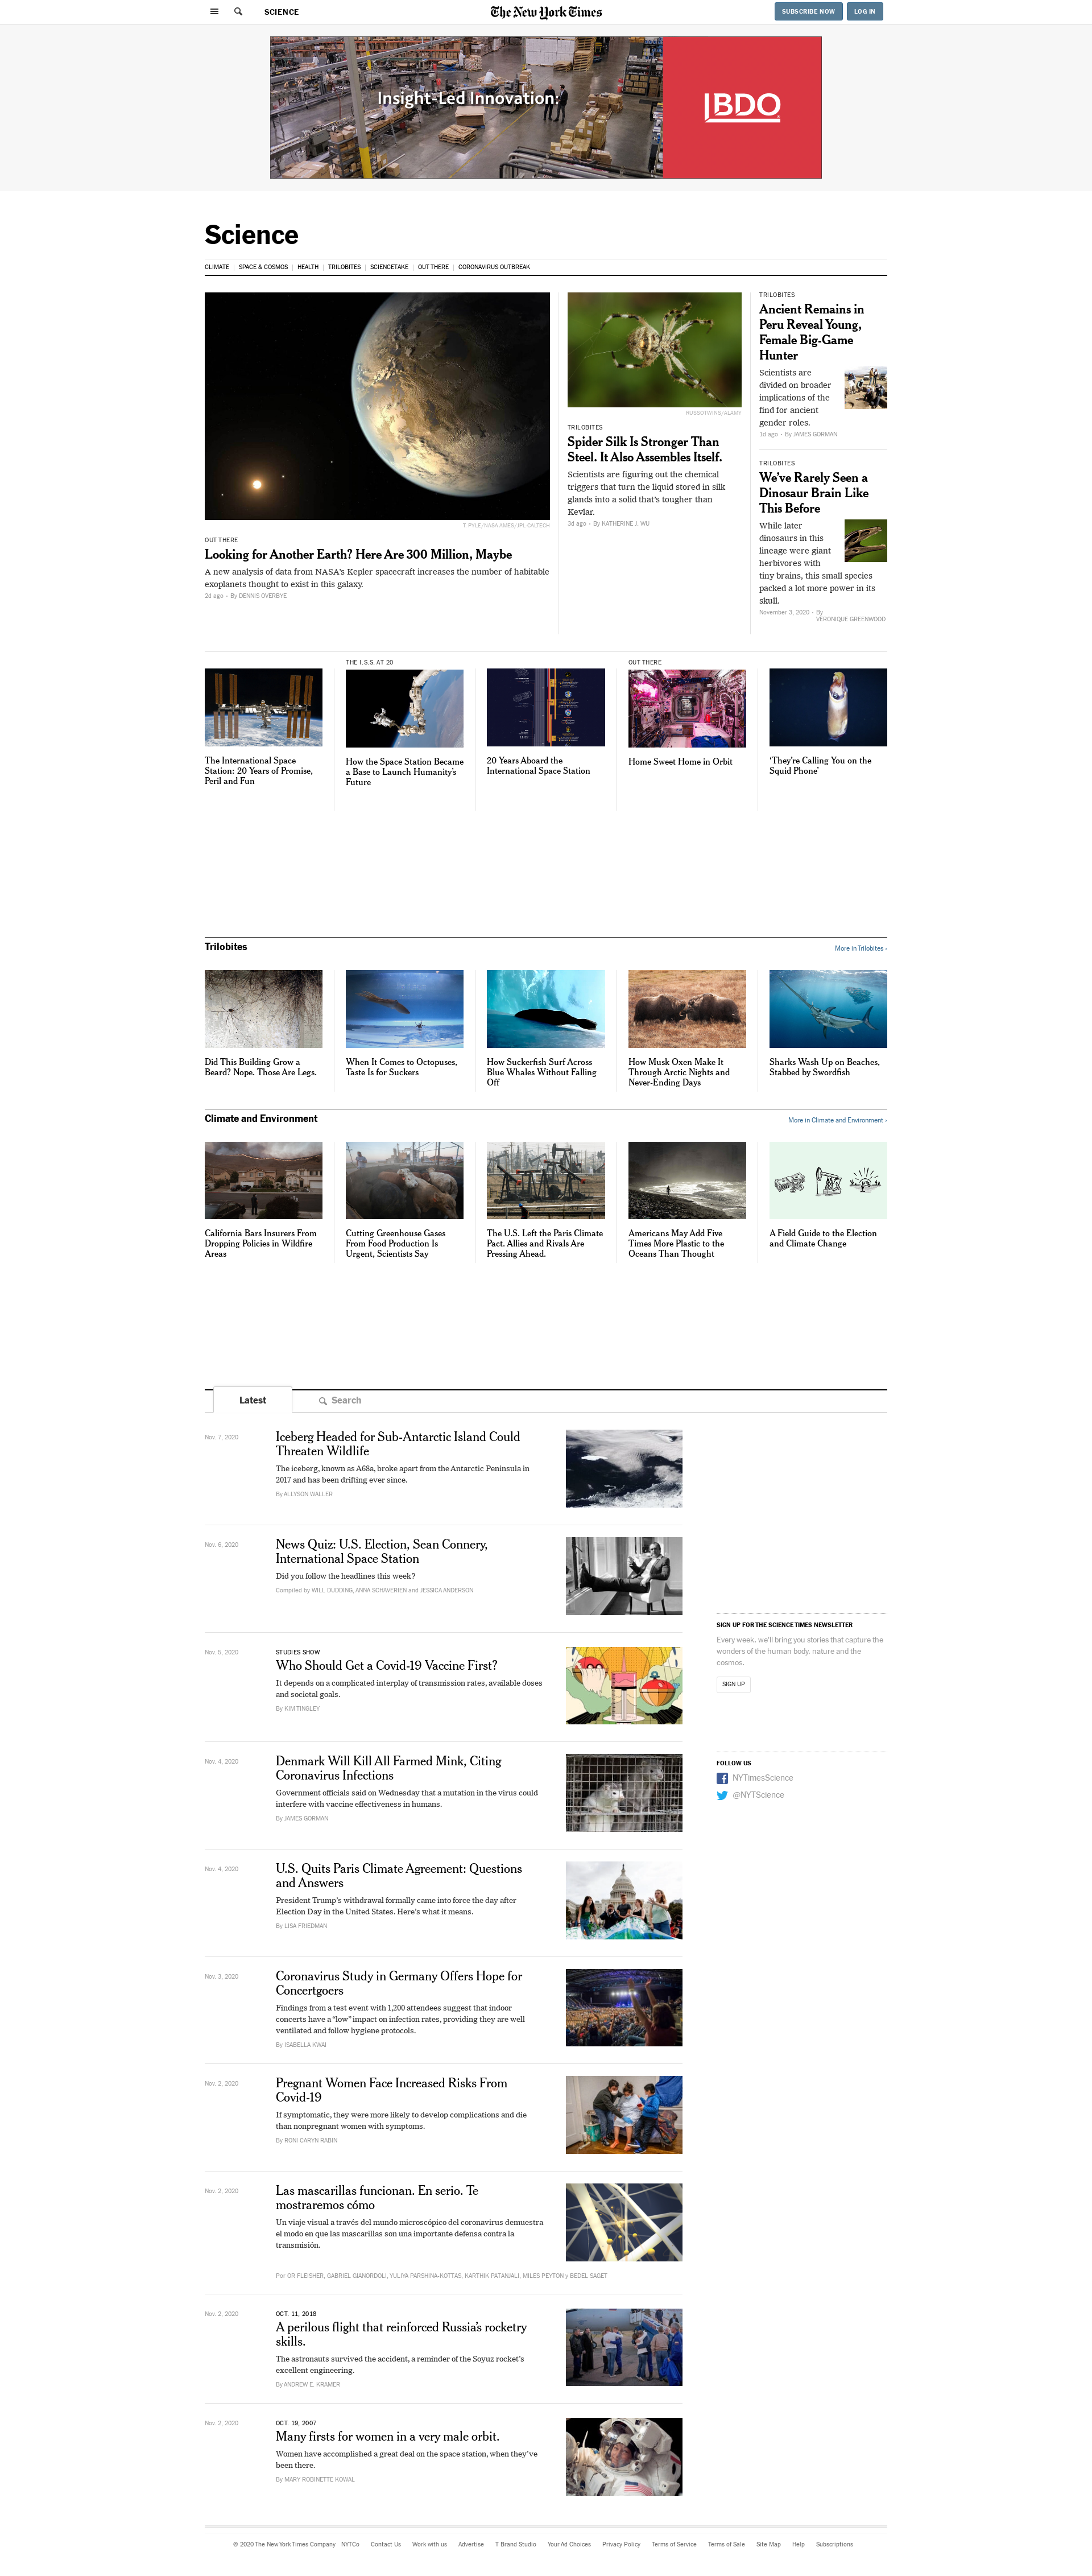 SCIENCE
The New York Times
SUBSCRIBE NOW
LOG IN
Insight-Led Innovation:
BDO
Science
CLIMATE | SPACE & COSMOS | HEALTH | TRILOBITES | SCIENCETAKE | OUT THERE | CORONAVIRUS OUTBREAK
T. PYLE/NASA AMES/JPL-CALTECH
OUT THERE
Looking for Another Earth? Here Are 300 Million, Maybe
A new analysis of data from NASA's Kepler spacecraft increases the number of habitable
exoplanets thought to exist in this galaxy.
2d ago • By DENNIS OVERBYE
RUSSOTWINS/ALAMY
TRILOBITES
Spider Silk Is Stronger Than
Steel. It Also Assembles Itself.
Scientists are figuring out the chemical
triggers that turn the liquid stored in silk
glands into a solid that's tougher than
Kevlar.
3d ago • By KATHERINE J. WU
TRILOBITES
Ancient Remains in
Peru Reveal Young,
Female Big-Game
Hunter
Scientists are
divided on broader
implications of the
find for ancient
gender roles.
1d ago • By JAMES GORMAN
TRILOBITES
We've Rarely Seen a
Dinosaur Brain Like
This Before
While later
dinosaurs in this
lineage were giant
herbivores with
tiny brains, this small species
packed a lot more power in its
skull.
November 3, 2020 • By
VERONIQUE GREENWOOD
The International Space
Station: 20 Years of Promise,
Peril and Fun
THE I.S.S. AT 20
How the Space Station Became
a Base to Launch Humanity's
Future
20 Years Aboard the
International Space Station
OUT THERE
Home Sweet Home in Orbit
'They're Calling You on the
Squid Phone'
Trilobites
More in Trilobites ›
Did This Building Grow a
Beard? Nope. Those Are Legs.
When It Comes to Octopuses,
Taste Is for Suckers
How Suckerfish Surf Across
Blue Whales Without Falling
Off
How Musk Oxen Make It
Through Arctic Nights and
Never-Ending Days
Sharks Wash Up on Beaches,
Stabbed by Swordfish
Climate and Environment
More in Climate and Environment ›
California Bars Insurers From
Dropping Policies in Wildfire
Areas
Cutting Greenhouse Gases
From Food Production Is
Urgent, Scientists Say
The U.S. Left the Paris Climate
Pact. Allies and Rivals Are
Pressing Ahead.
Americans May Add Five
Times More Plastic to the
Oceans Than Thought
A Field Guide to the Election
and Climate Change
Latest
Search
Nov. 7, 2020
Iceberg Headed for Sub-Antarctic Island Could
Threaten Wildlife
The iceberg, known as A68a, broke apart from the Antarctic Peninsula in
2017 and has been drifting ever since.
By ALLYSON WALLER
Nov. 6, 2020
News Quiz: U.S. Election, Sean Connery,
International Space Station
Did you follow the headlines this week?
Compiled by WILL DUDDING, ANNA SCHAVERIEN and JESSICA ANDERSON
SIGN UP FOR THE SCIENCE TIMES NEWSLETTER
Every week, we'll bring you stories that capture the
wonders of the human body, nature and the
cosmos.
SIGN UP
Nov. 5, 2020
STUDIES SHOW
Who Should Get a Covid-19 Vaccine First?
It depends on a complicated interplay of transmission rates, available doses
and societal goals.
By KIM TINGLEY
FOLLOW US
NYTimesScience
@NYTScience
Nov. 4, 2020
Denmark Will Kill All Farmed Mink, Citing
Coronavirus Infections
Government officials said on Wednesday that a mutation in the virus could
interfere with vaccine effectiveness in humans.
By JAMES GORMAN
Nov. 4, 2020
U.S. Quits Paris Climate Agreement: Questions
and Answers
President Trump's withdrawal formally came into force the day after
Election Day in the United States. Here's what it means.
By LISA FRIEDMAN
Nov. 3, 2020
Coronavirus Study in Germany Offers Hope for
Concertgoers
Findings from a test event with 1,200 attendees suggest that indoor
concerts have a "low" impact on infection rates, providing they are well
ventilated and follow hygiene protocols.
By ISABELLA KWAI
Nov. 2, 2020
Pregnant Women Face Increased Risks From
Covid-19
If symptomatic, they were more likely to develop complications and die
than nonpregnant women with symptoms.
By RONI CARYN RABIN
Nov. 2, 2020
Las mascarillas funcionan. En serio. Te
mostraremos cómo
Un viaje visual a través del mundo microscópico del coronavirus demuestra
el modo en que las mascarillas son una importante defensa contra la
transmisión.
Por OR FLEISHER, GABRIEL GIANORDOLI, YULIYA PARSHINA-KOTTAS, KARTHIK PATANJALI, MILES PEYTON y BEDEL SAGET
Nov. 2, 2020
OCT. 11, 2018
A perilous flight that reinforced Russia's rocketry
skills.
The astronauts survived the accident, a reminder of the Soyuz rocket's
excellent engineering.
By ANDREW E. KRAMER
Nov. 2, 2020
OCT. 19, 2007
Many firsts for women in a very male orbit.
Women have accomplished a great deal on the space station, when they've
been there.
By MARY ROBINETTE KOWAL
© 2020 The New York Times Company NYTCo Contact Us Work with us Advertise T Brand Studio Your Ad Choices Privacy Policy Terms of Service Terms of Sale Site Map Help Subscriptions